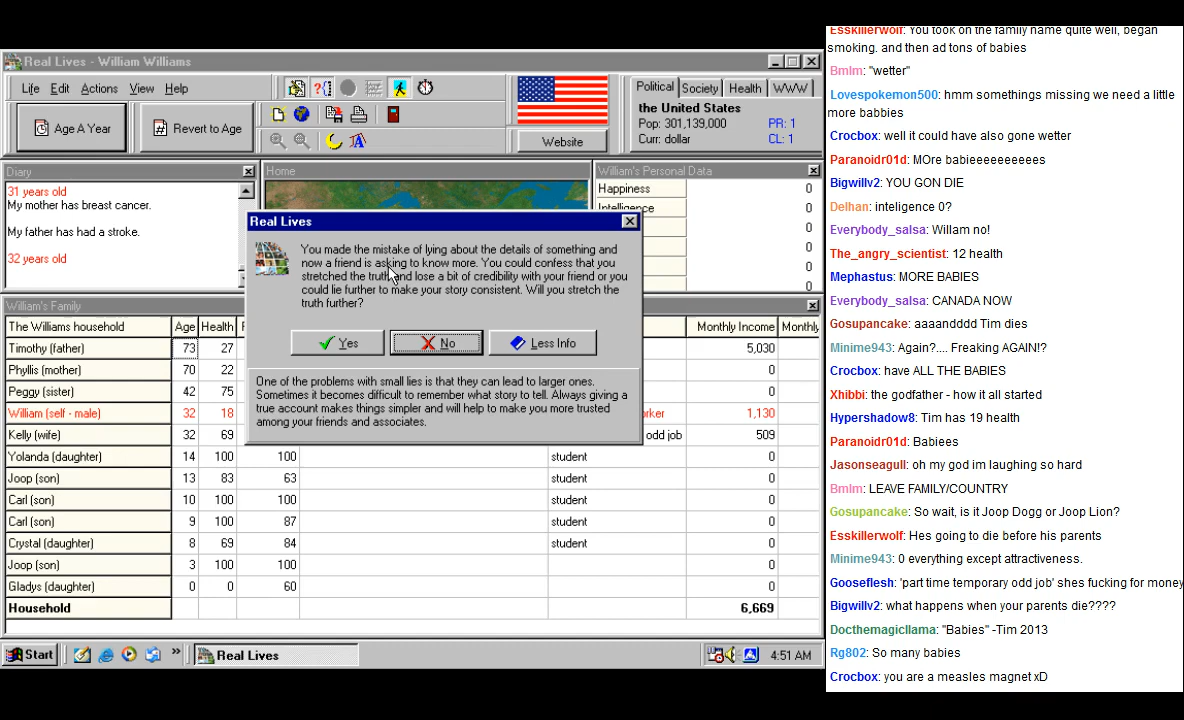 Real Lives - William Williams
Life Edit Actions View Help
Age A Year
Revert to Age
Website
Political Society Health WWW
the United States
Pop: 301,139,000 PR: 1
Curr: dollar CL: 1
Diary
31 years old
My mother has breast cancer.
My father has had a stroke.
32 years old
Home
William's Personal Data
Happiness 0
Intelligence 0
0
0
0
0
Real Lives
You made the mistake of lying about the details of something and
now a friend is asking to know more. You could confess that you
stretched the truth and lose a bit of credibility with your friend or you
could lie further to make your story consistent. Will you stretch the
truth further?
Yes No Less Info
One of the problems with small lies is that they can lead to larger ones.
Sometimes it becomes difficult to remember what story to tell. Always giving a
true account makes things simpler and will help to make you more trusted
among your friends and associates.
William's Family
The Williams household Age Health Monthly Income Monthly
Timothy (father) 73 27 5,030
Phyllis (mother) 70 22 0
Peggy (sister) 42 75 0
William (self - male) 32 18 orker 1,130
Kelly (wife) 32 69 odd job 509
Yolanda (daughter) 14 100 100 student 0
Joop (son) 13 83 63 student 0
Carl (son) 10 100 100 student 0
Carl (son) 9 100 87 student 0
Crystal (daughter) 8 69 84 student 0
Joop (son) 3 100 100 0
Gladys (daughter) 0 0 60 0
Household 6,669
Start
Real Lives
4:51 AM
Esskillerwolf: You took on the family name quite well, began
smoking. and then ad tons of babies
Bmlm: "wetter"
Lovespokemon500: hmm somethings missing we need a little
more babbies
Crocbox: well it could have also gone wetter
Paranoidr01d: MOre babieeeeeeeeees
Bigwillv2: YOU GON DIE
Delhan: inteligence 0?
Everybody_salsa: Willam no!
The_angry_scientist: 12 health
Mephastus: MORE BABIES
Everybody_salsa: CANADA NOW
Gosupancake: aaaandddd Tim dies
Minime943: Again?.... Freaking AGAIN!?
Crocbox: have ALL THE BABIES
Xhibbi: the godfather - how it all started
Hypershadow8: Tim has 19 health
Paranoidr01d: Babiees
Jasonseagull: oh my god im laughing so hard
Bmlm: LEAVE FAMILY/COUNTRY
Gosupancake: So wait, is it Joop Dogg or Joop Lion?
Esskillerwolf: Hes going to die before his parents
Minime943: 0 everything except attractiveness.
Gooseflesh: 'part time temporary odd job' shes fucking for money
Bigwillv2: what happens when your parents die????
Docthemagicllama: "Babies" -Tim 2013
Rg802: So many babies
Crocbox: you are a measles magnet xD